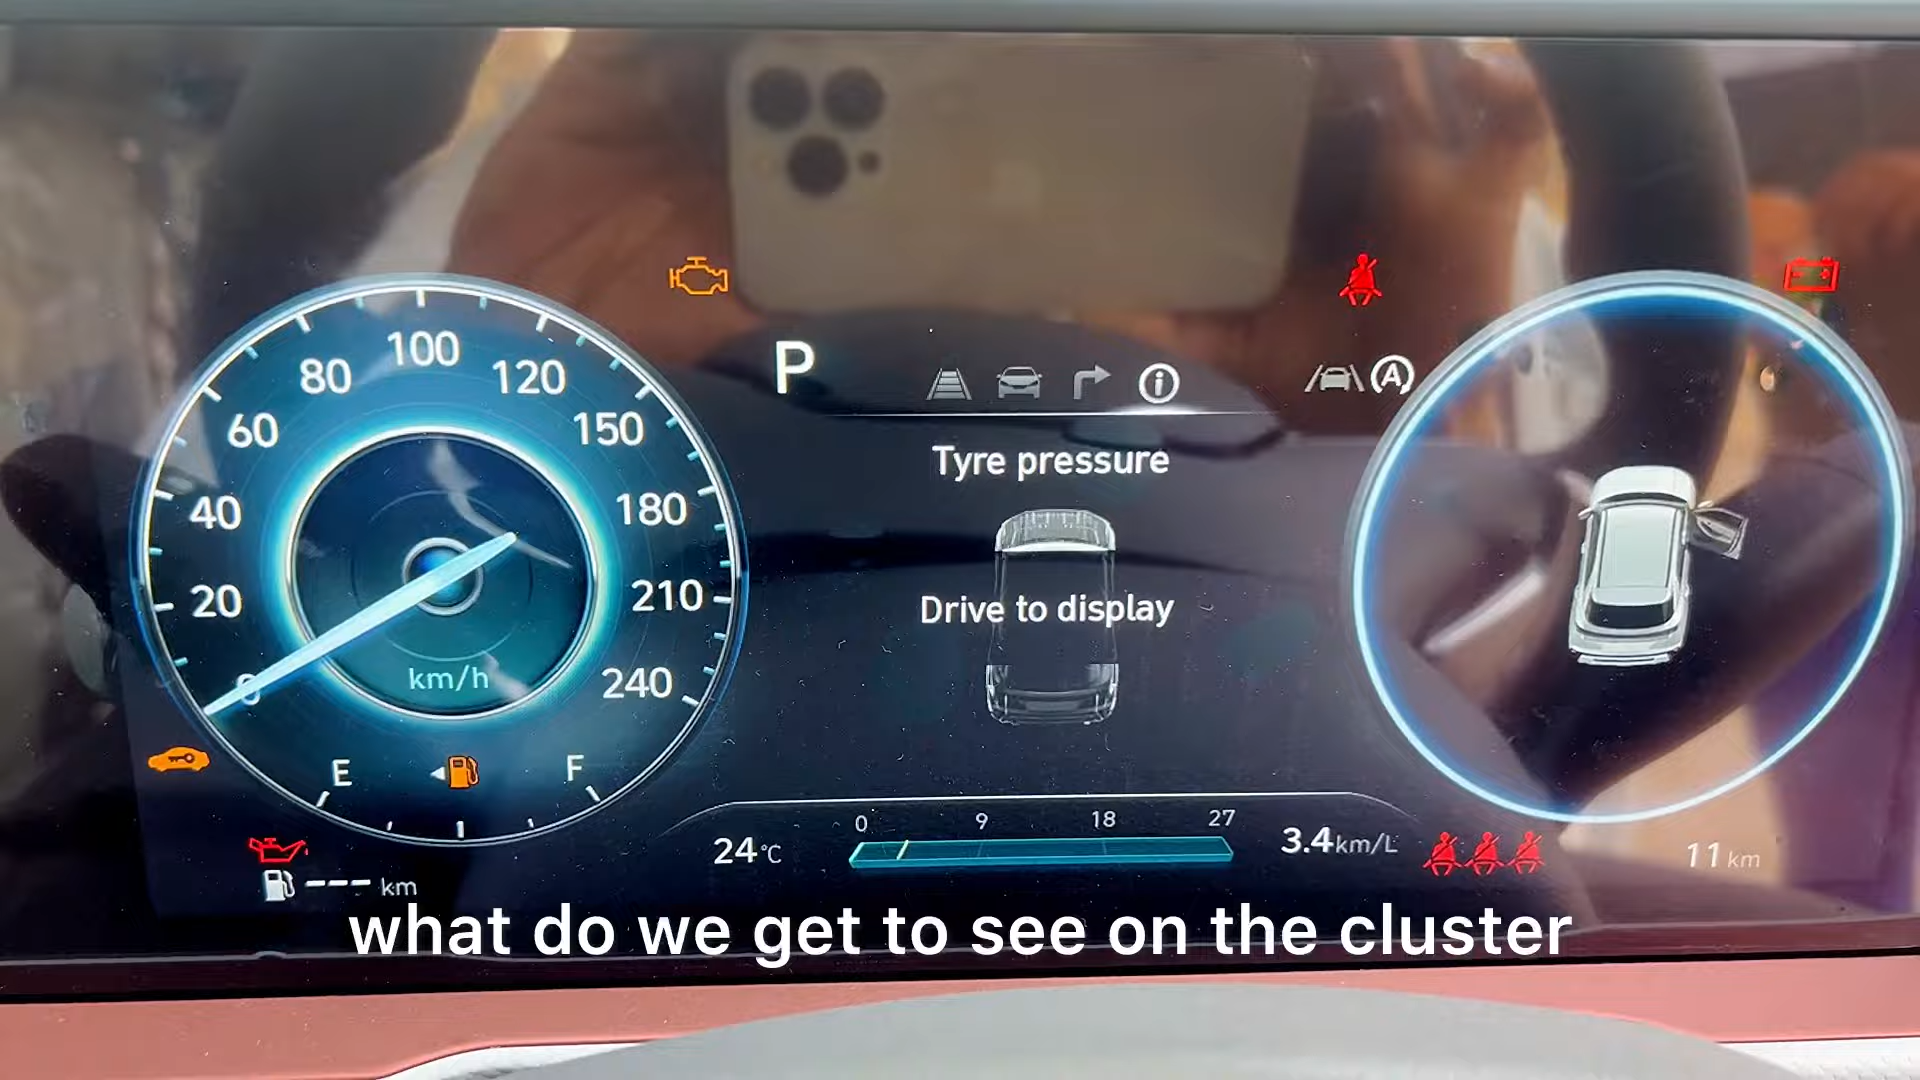 100
80
120
60
150
40
180
20
210
0
240
km/h
E
F
--- km
P
Tyre pressure
Drive to display
A
0 9 18 27
24°C
3.4km/L
11 km
what do we get to see on the cluster